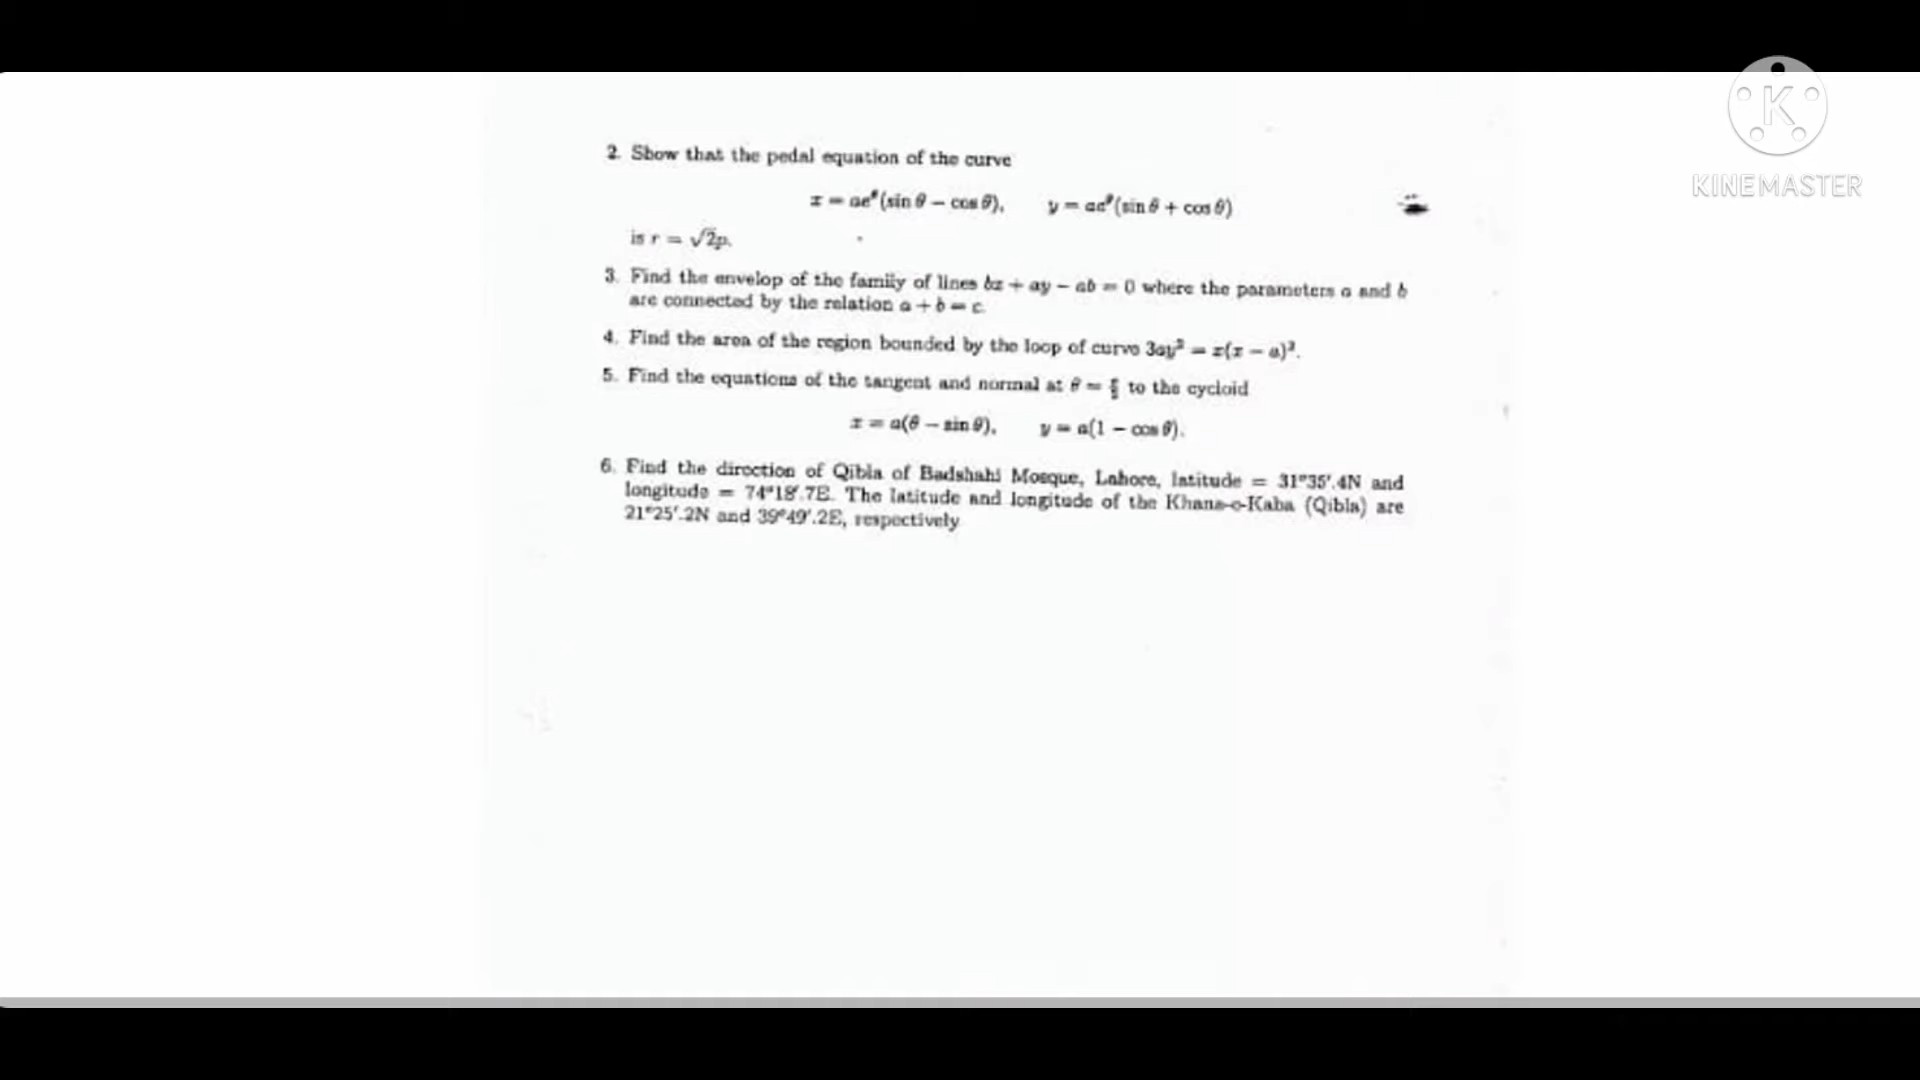 KINEMASTER
2. Show that the pedal equation of the curve
x = ae^θ(sin θ − cos θ), y = ae^θ(sin θ + cos θ)
is r = √2p.
3. Find the envelop of the family of lines bx + ay − ab = 0 where the parameters a and b
are connected by the relation a + b = c.
4. Find the area of the region bounded by the loop of curve 3ay² = x(x − a)².
5. Find the equations of the tangent and normal at θ = to the cycloid
x = a(θ − sin θ), y = a(1 − cos θ).
6. Find the direction of Qibla of Badshahi Mosque, Lahore, latitude = 31°35′.4N and
longitude = 74°18′.7E. The latitude and longitude of the Khana-e-Kaba (Qibla) are
21°25′.2N and 39°49′.2E, respectively